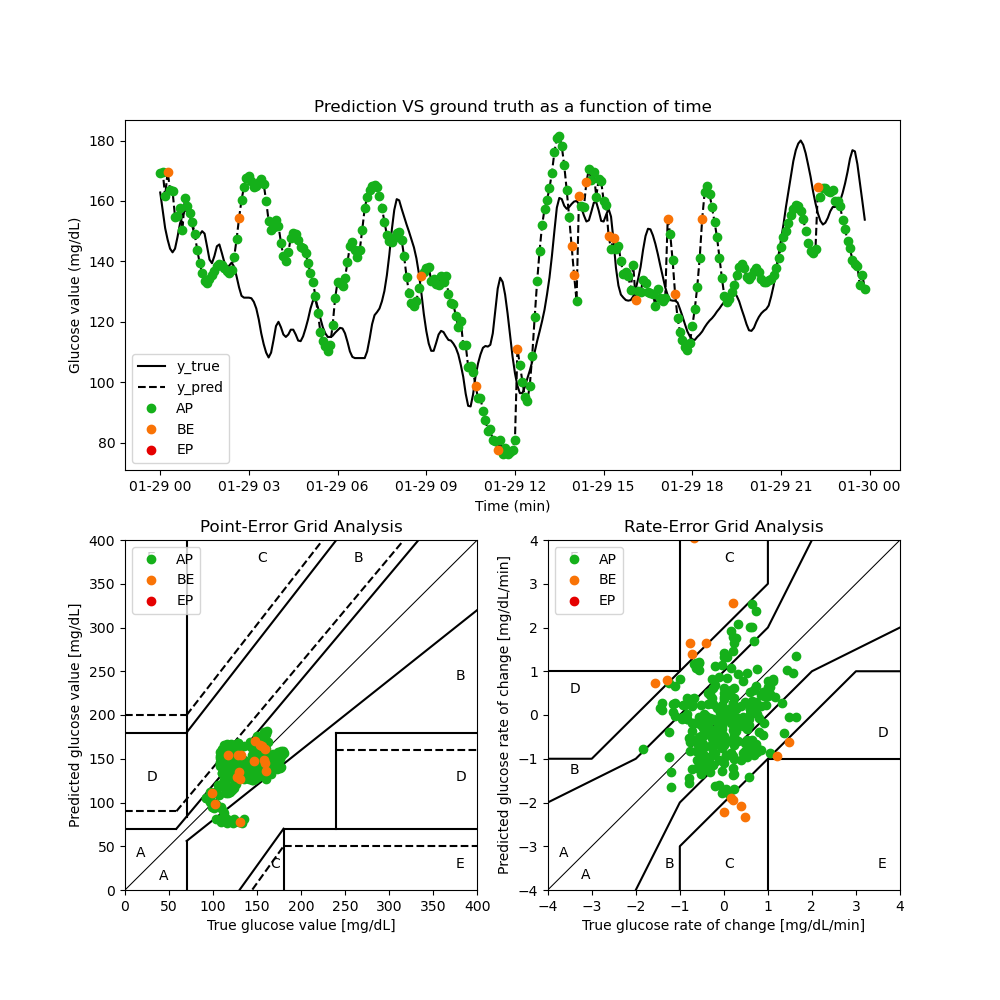 Prediction VS ground truth as a function of time
Glucose value (mg/dL)
180
160
140
120
100
80
y_true
y_pred
AP
BE
EP
01-29 00 01-29 03 01-29 06 01-29 09 01-29 12 01-29 15 01-29 18 01-29 21 01-30 00
Time (min)
Point-Error Grid Analysis
Predicted glucose value [mg/dL]
400
350
300
250
200
150
100
50
0
AP
BE
EP
C B
B
D D
A
A C E
0 50 100 150 200 250 300 350 400
True glucose value [mg/dL]
Rate-Error Grid Analysis
Predicted glucose rate of change [mg/dL/min]
4
3
2
1
0
−1
−2
−3
−4
AP
BE
EP
C
D
D
B
A
A B C E
−4 −3 −2 −1 0 1 2 3 4
True glucose rate of change [mg/dL/min]